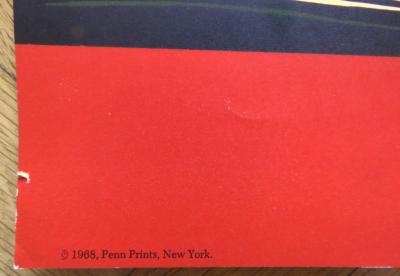 © 1968, Penn Prints, New York.